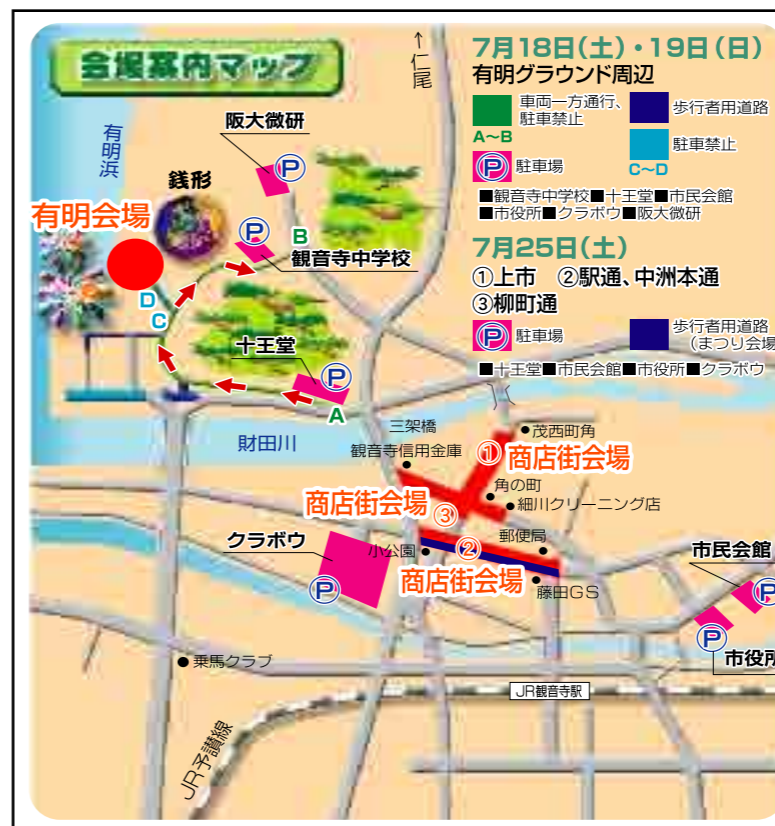 会場案内マップ
↑仁尾
7月18日(土)・19日(日)
有明グラウンド周辺
車両一方通行、
駐車禁止
A〜B
歩行者用道路
駐車禁止
C〜D
P 駐車場
■観音寺中学校■十王堂■市民会館
■市役所■クラボウ■阪大微研
7月25日(土)
①上市 ②駅通、中洲本通
③柳町通
P 駐車場
歩行者用道路
(まつり会場
■十王堂■市民会館■市役所■クラボウ
有明浜
阪大微研
P
銭形
有明会場
P
B
観音寺中学校
D
C
十王堂
P
A
財田川
三架橋
観音寺信用金庫
茂西町角
① 商店街会場
角の町
細川クリーニング店
商店街会場
③
クラボウ
P
小公園
②
郵便局
商店街会場
藤田GS
市民会館
P
P
市役所
乗馬クラブ
JR観音寺駅
JR予讃線